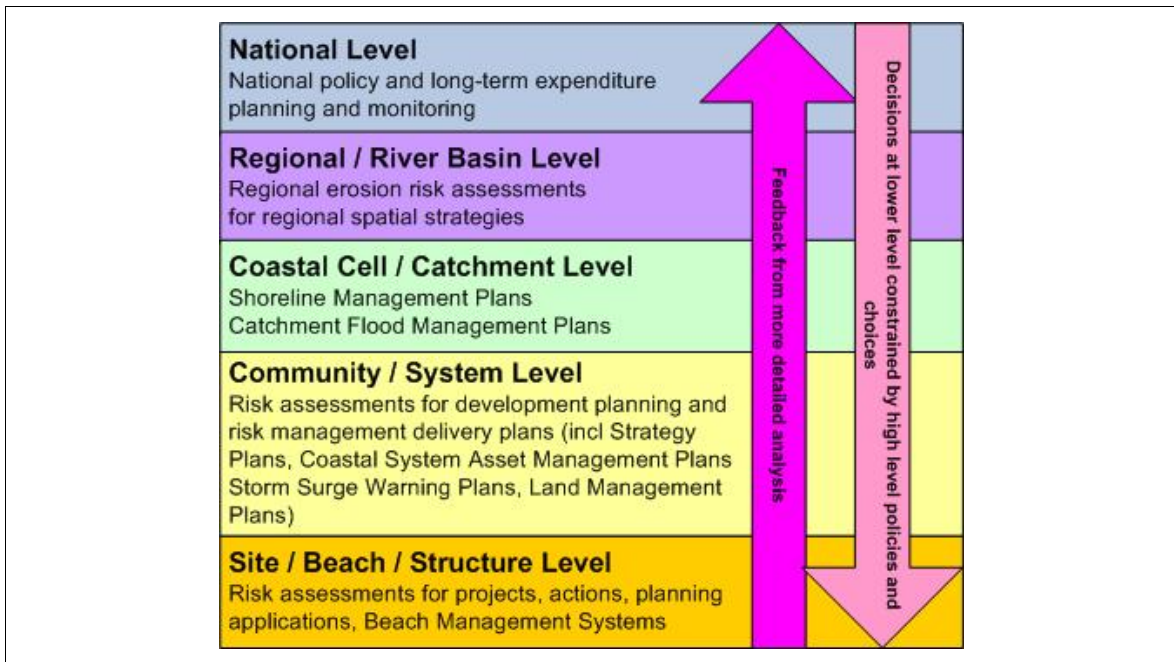 National Level
National policy and long-term expenditure
planning and monitoring
Regional / River Basin Level
Regional erosion risk assessments
for regional spatial strategies
Coastal Cell / Catchment Level
Shoreline Management Plans
Catchment Flood Management Plans
Community / System Level
Risk assessments for development planning and
risk management delivery plans (incl Strategy
Plans, Coastal System Asset Management Plans
Storm Surge Warning Plans, Land Management
Plans)
Site / Beach / Structure Level
Risk assessments for projects, actions, planning
applications, Beach Management Systems
Feedback from more detailed analysis
Decisions at lower level constrained by high level policies and
choices